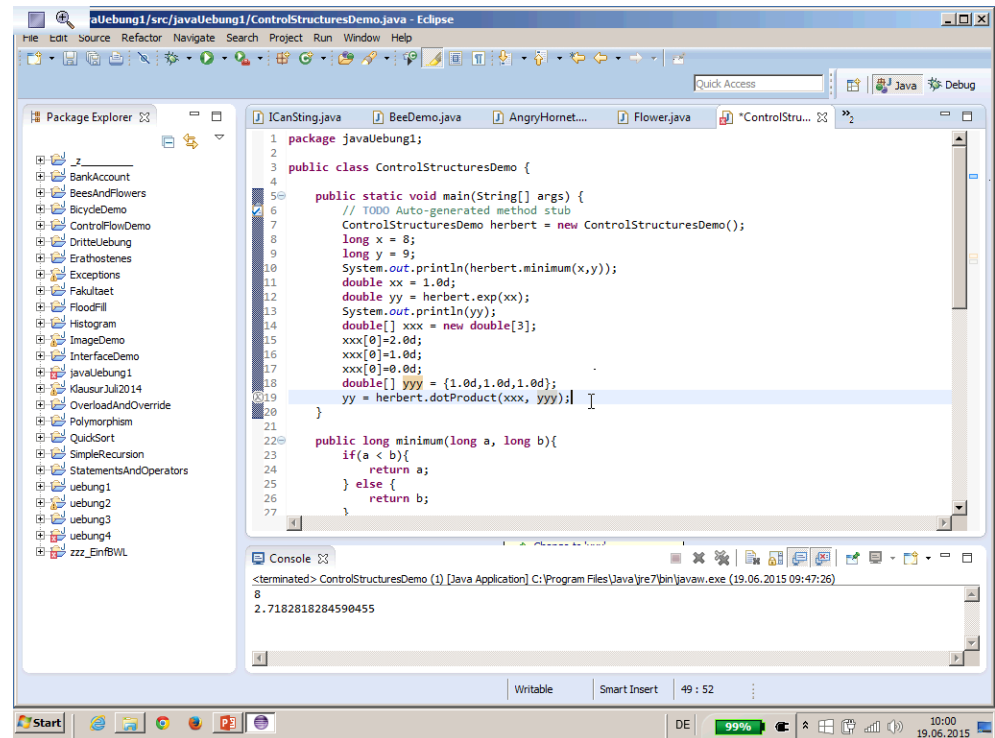 aUebung1/src/javaUebung1/ControlStructuresDemo.java - Eclipse
File Edit Source Refactor Navigate Search Project Run Window Help
Quick Access
Java
Debug
Package Explorer
_z_________
BankAccount
BeesAndFlowers
BicycleDemo
ControlFlowDemo
DritteUebung
Erathostenes
Exceptions
Fakultaet
FloodFill
Histogram
ImageDemo
InterfaceDemo
javaUebung1
KlausurJuli2014
OverloadAndOverride
Polymorphism
QuickSort
SimpleRecursion
StatementsAndOperators
uebung1
uebung2
uebung3
uebung4
zzz_EinfBWL
ICanSting.java BeeDemo.java AngryHornet.... Flower.java *ControlStru... »2
1 package javaUebung1;
2
3 public class ControlStructuresDemo {
4
5 public static void main(String[] args) {
6 // TODO Auto-generated method stub
7 ControlStructuresDemo herbert = new ControlStructuresDemo();
8 long x = 8;
9 long y = 9;
10 System.out.println(herbert.minimum(x,y));
11 double xx = 1.0d;
12 double yy = herbert.exp(xx);
13 System.out.println(yy);
14 double[] xxx = new double[3];
15 xxx[0]=2.0d;
16 xxx[0]=1.0d;
17 xxx[0]=0.0d;
18 double[] yyy = {1.0d,1.0d,1.0d};
19 yy = herbert.dotProduct(xxx, yyy);
20 }
21
22 public long minimum(long a, long b){
23 if(a < b){
24 return a;
25 } else {
26 return b;
27 }
Console
<terminated> ControlStructuresDemo (1) [Java Application] C:\Program Files\Java\jre7\bin\javaw.exe (19.06.2015 09:47:26)
8
2.7182818284590455
Writable Smart Insert 49 : 52
Start
DE 99% 10:00
19.06.2015